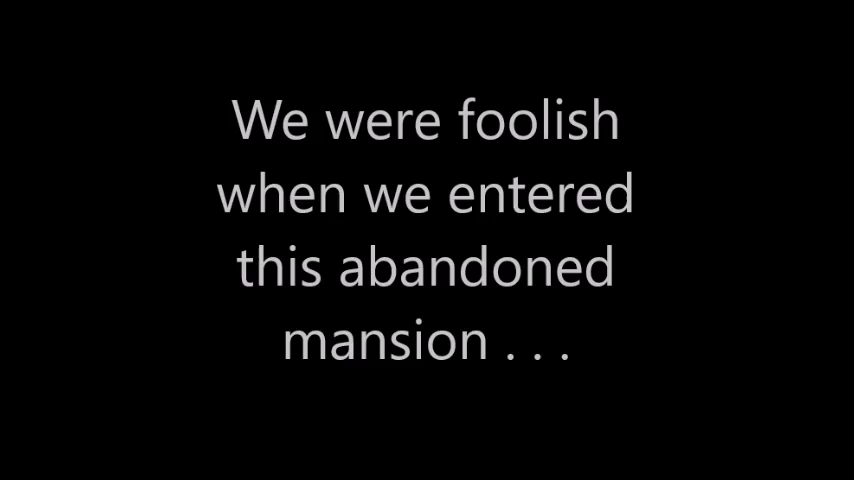 We were foolish
when we entered
this abandoned
mansion . . .